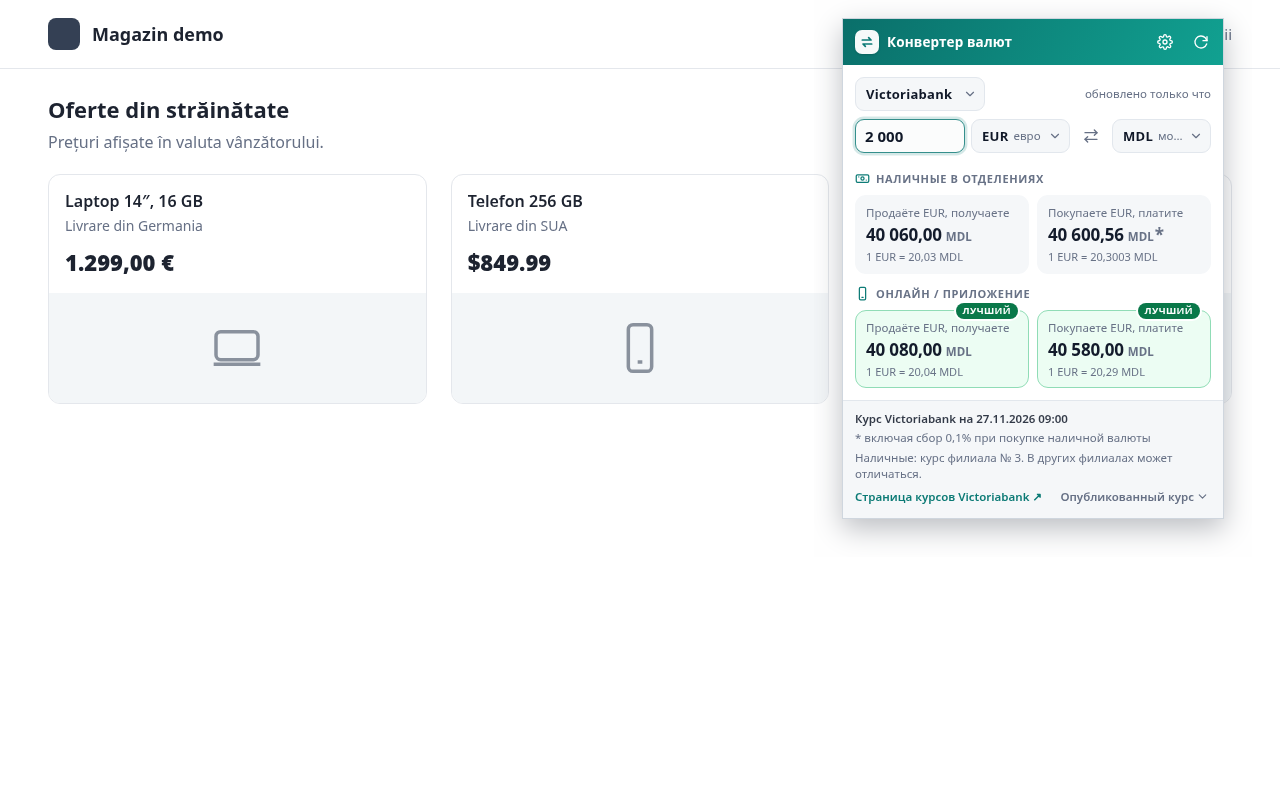 Magazin demo
ii
Oferte din străinătate
Prețuri afișate în valuta vânzătorului.
Laptop 14″, 16 GB
Livrare din Germania
1.299,00 €
Telefon 256 GB
Livrare din SUA
$849.99
Конвертер валют
Victoriabank
обновлено только что
2 000
EUR евро
MDL мо...
НАЛИЧНЫЕ В ОТДЕЛЕНИЯХ
Продаёте EUR, получаете
40 060,00 MDL
1 EUR = 20,03 MDL
Покупаете EUR, платите
40 600,56 MDL*
1 EUR = 20,3003 MDL
ОНЛАЙН / ПРИЛОЖЕНИЕ
ЛУЧШИЙ
Продаёте EUR, получаете
40 080,00 MDL
1 EUR = 20,04 MDL
ЛУЧШИЙ
Покупаете EUR, платите
40 580,00 MDL
1 EUR = 20,29 MDL
Курс Victoriabank на 27.11.2026 09:00
* включая сбор 0,1% при покупке наличной валюты
Наличные: курс филиала № 3. В других филиалах может
отличаться.
Страница курсов Victoriabank ↗
Опубликованный курс